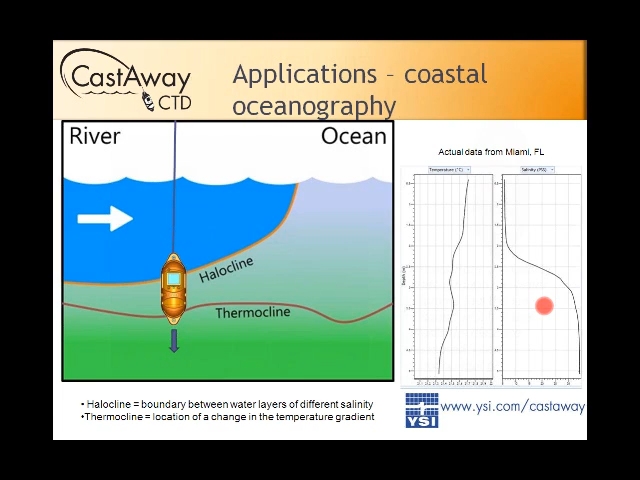 CastAway
CTD
Applications – coastal
oceanography
River
Ocean
Halocline
Thermocline
Actual data from Miami, FL
Temperature (°C)
Salinity (PSS)
Depth (m)
• Halocline = boundary between water layers of different salinity
•Thermocline = location of a change in the temperature gradient
YSI
www.ysi.com/castaway